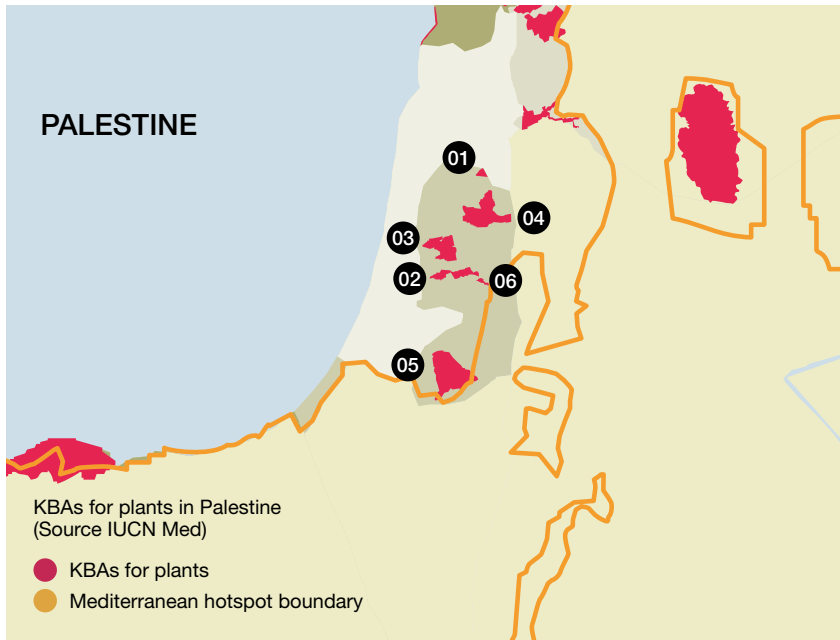 PALESTINE
01
04
03
02
06
05
KBAs for plants in Palestine
(Source IUCN Med)
KBAs for plants
Mediterranean hotspot boundary